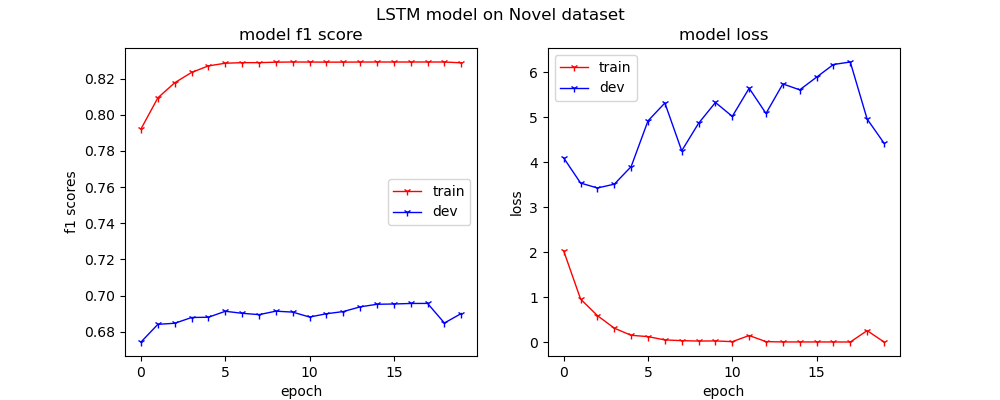 LSTM model on Novel dataset
model f1 score
f1 scores
0.82
0.80
0.78
0.76
0.74
0.72
0.70
0.68
train
dev
0 5 10 15
epoch
model loss
loss
6
5
4
3
2
1
0
train
dev
0 5 10 15
epoch